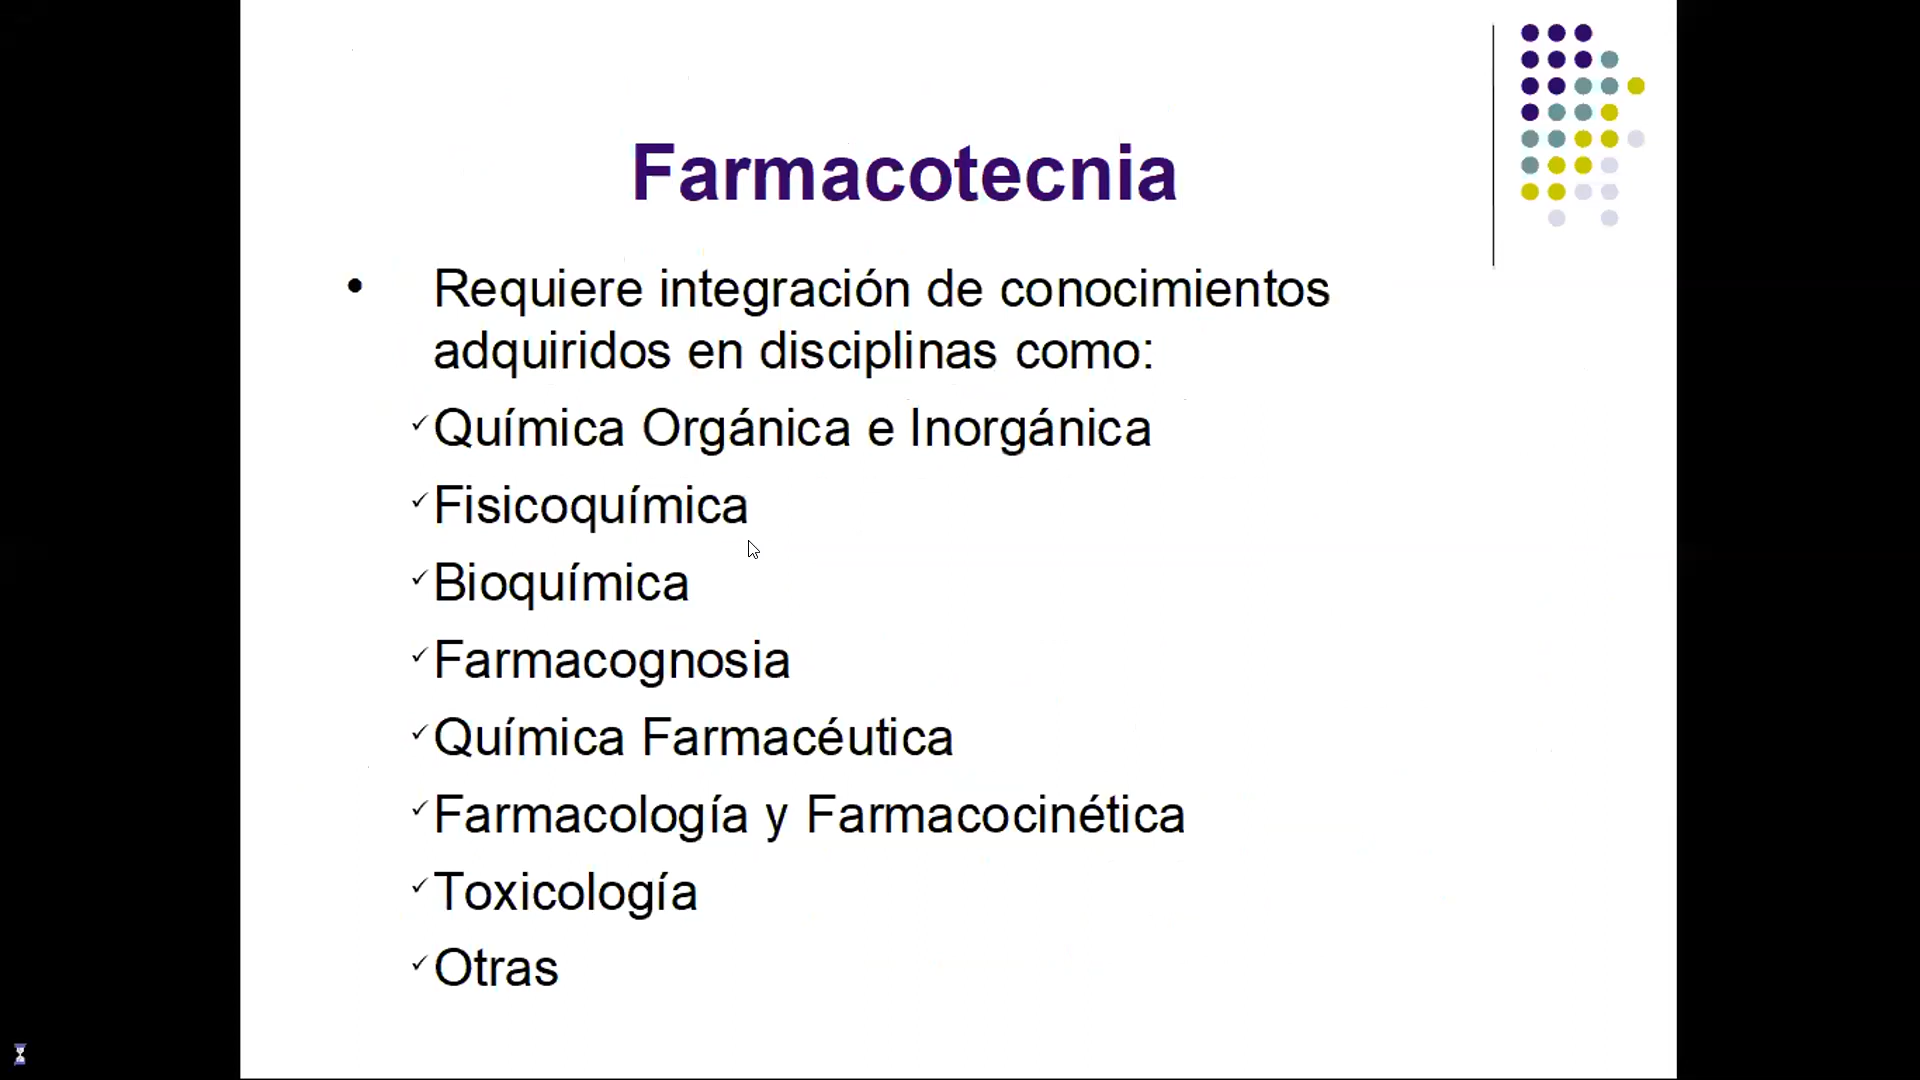 Farmacotecnia
• Requiere integración de conocimientos
adquiridos en disciplinas como:
✓Química Orgánica e Inorgánica
✓Fisicoquímica
✓Bioquímica
✓Farmacognosia
✓Química Farmacéutica
✓Farmacología y Farmacocinética
✓Toxicología
✓Otras